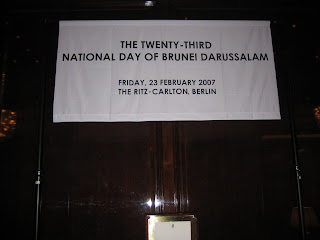 THE TWENTY-THIRD
NATIONAL DAY OF BRUNEI DARUSSALAM
FRIDAY, 23 FEBRUARY 2007
THE RITZ-CARLTON, BERLIN